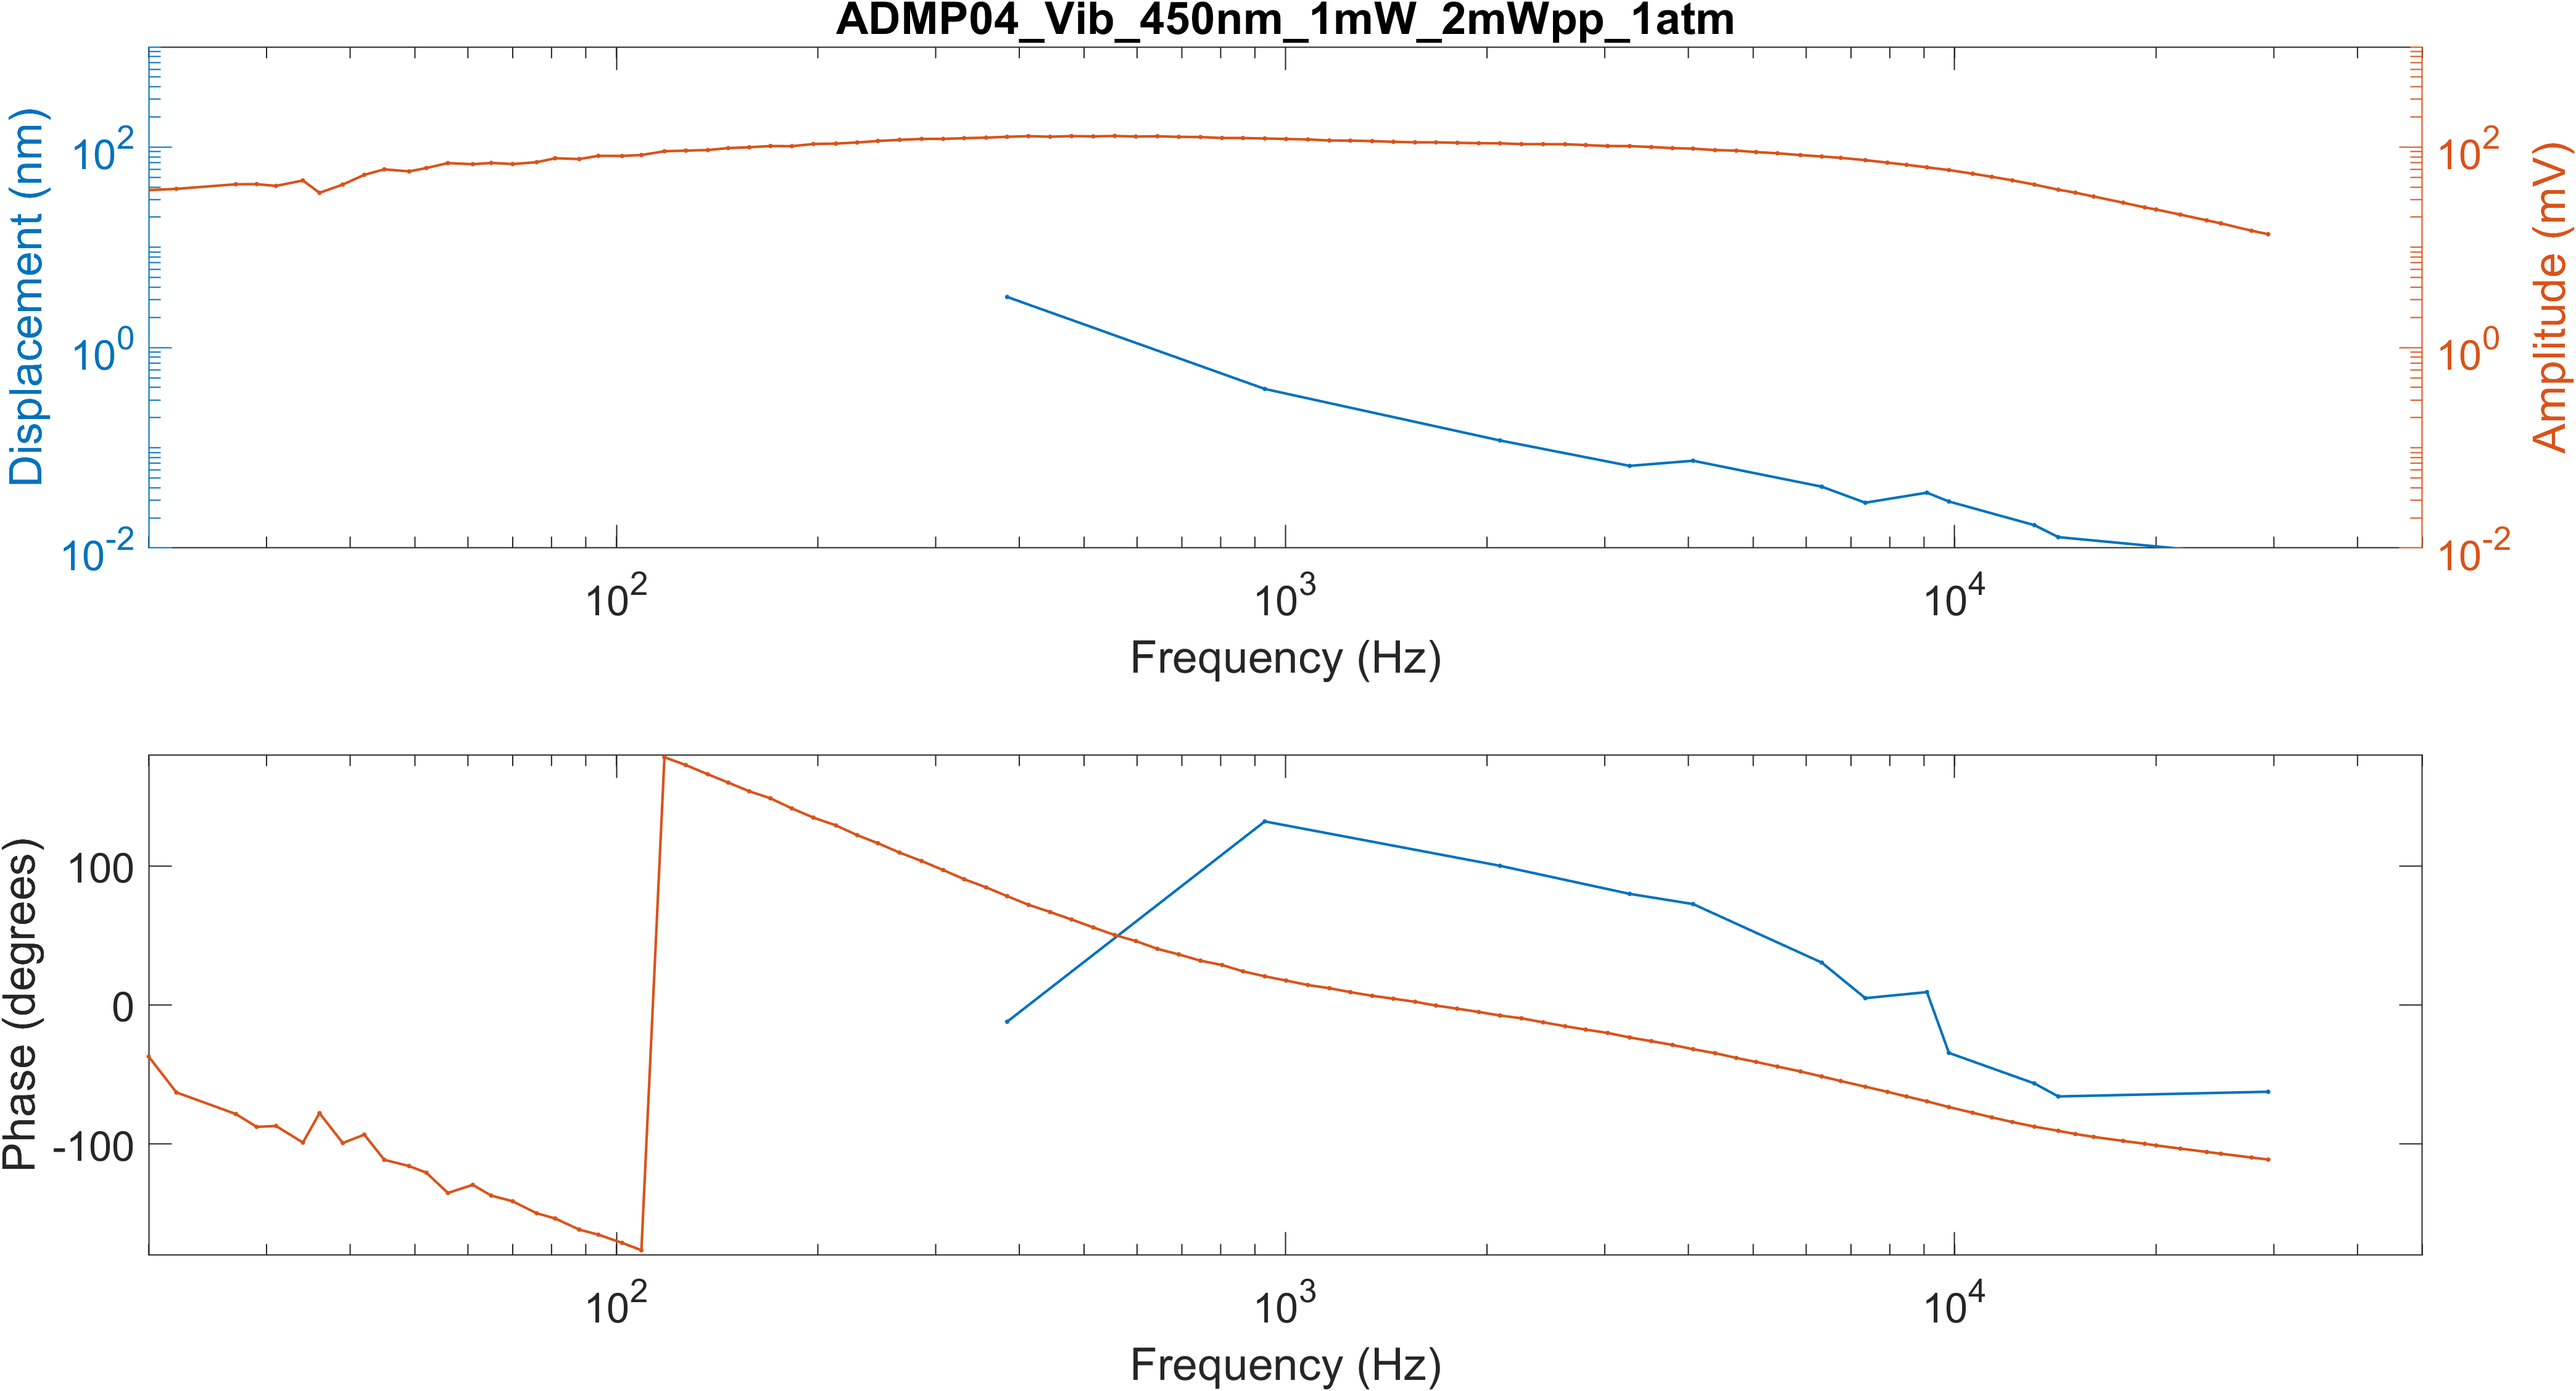 ADMP04_Vib_450nm_1mW_2mWpp_1atm
Displacement (nm)
10^2
10^0
10^-2
Amplitude (mV)
10^2
10^0
10^-2
10^2
10^3
10^4
Frequency (Hz)
Phase (degrees)
100
0
-100
10^2
10^3
10^4
Frequency (Hz)